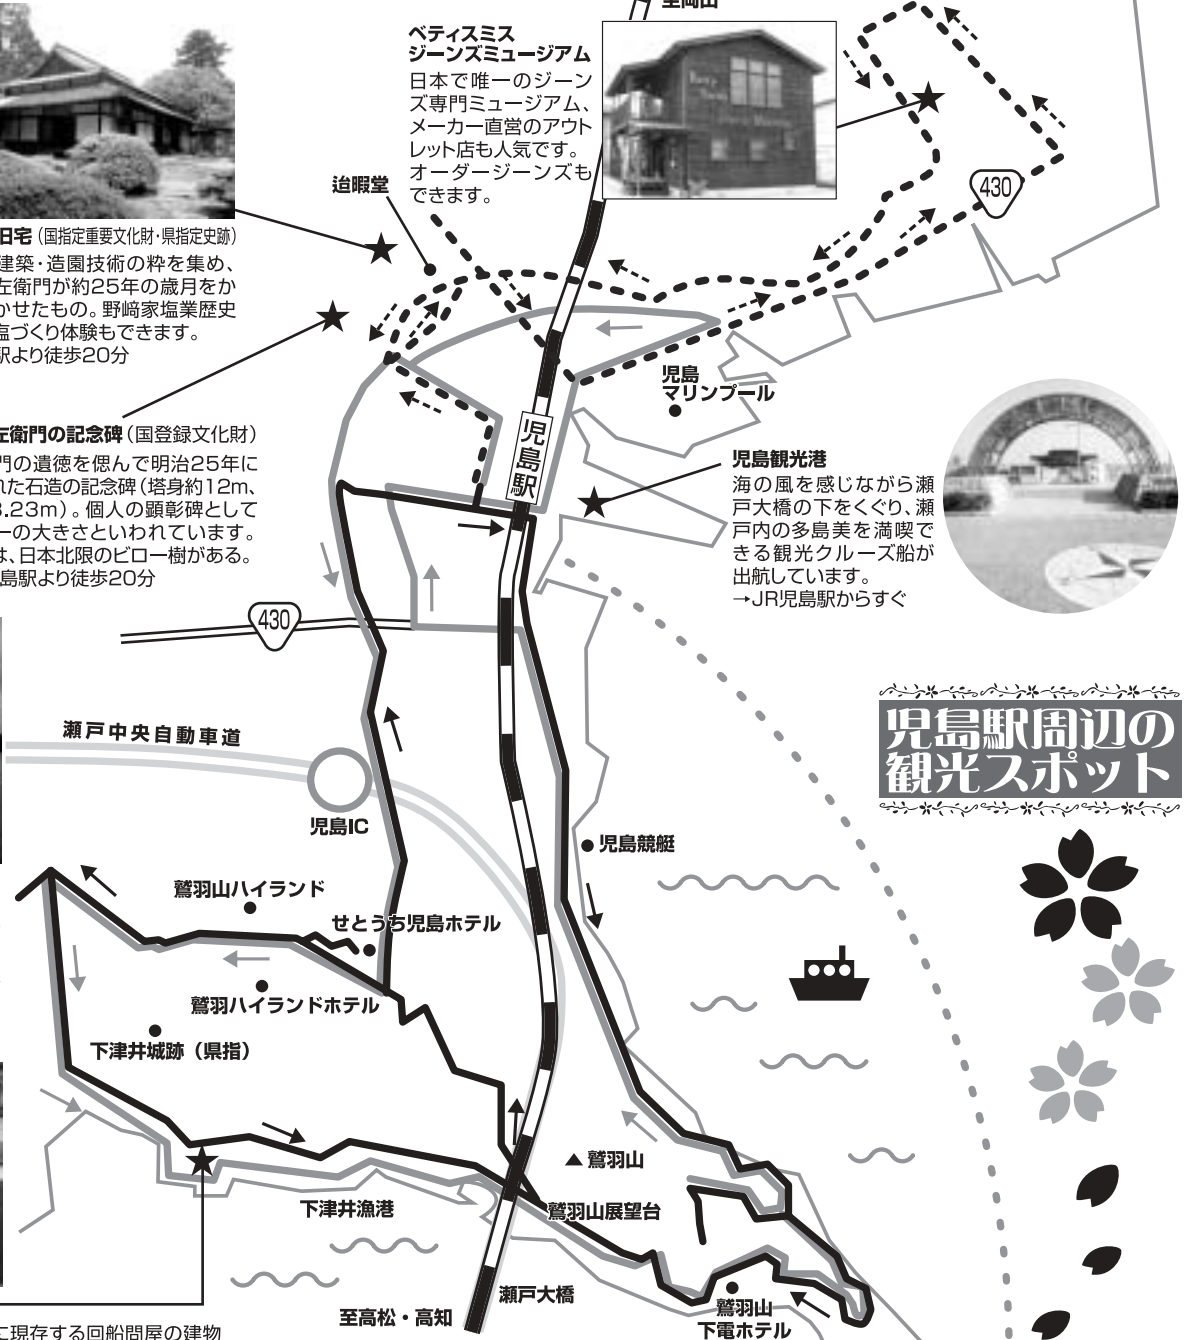 至岡山
ベティスミス
ジーンズミュージアム
日本で唯一のジーン
ズ専門ミュージアム、
メーカー直営のアウト
レット店も人気です。
オーダージーンズも
できます。
迨暇堂
430
旧宅（国指定重要文化財・県指定史跡）
建築・造園技術の粋を集め、
左衛門が約25年の歳月をか
かせたもの。野﨑家塩業歴史
塩づくり体験もできます。
駅より徒歩20分
児島
マリンプール
左衛門の記念碑（国登録文化財）
門の遺徳を偲んで明治25年に
れた石造の記念碑（塔身約12m、
3.23m）。個人の顕彰碑として
一の大きさといわれています。
は、日本北限のビロー樹がある。
島駅より徒歩20分
児島駅
児島観光港
海の風を感じながら瀬
戸大橋の下をくぐり、瀬
戸内の多島美を満喫で
きる観光クルーズ船が
出航しています。
→JR児島駅からすぐ
430
瀬戸中央自動車道
児島駅周辺の
観光スポット
児島IC
児島競艇
鷲羽山ハイランド
せとうち児島ホテル
鷲羽ハイランドホテル
下津井城跡（県指）
鷲羽山
下津井漁港
鷲羽山展望台
瀬戸大橋
至高松・高知
鷲羽山
下電ホテル
に現存する回船問屋の建物